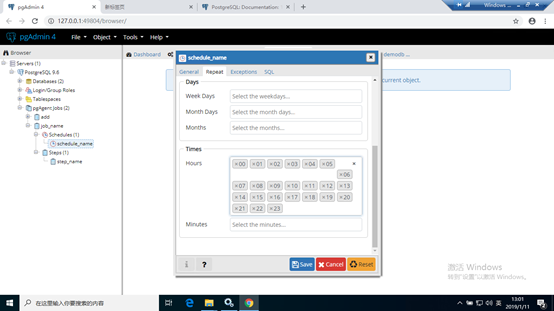 pgAdmin 4
新标签页
PostgreSQL: Documentation:
Windows ...
127.0.0.1:49804/browser/
pgAdmin 4 File Object Tools Help
Browser
Dashboard
demodb ...
Servers (1)
PostgreSQL 9.6
Databases (2)
Login/Group Roles
Tablespaces
pgAgent Jobs (2)
add
job_name
Schedules (1)
schedule_name
Steps (1)
step_name
current object.
schedule_name
General Repeat Exceptions SQL
Days
Week Days Select the weekdays...
Month Days Select the month days...
Months Select the months...
Times
Hours ×00 ×01 ×02 ×03 ×04 ×05
×06
×07 ×08 ×09 ×10 ×11 ×12 ×13
×14 ×15 ×16 ×17 ×18 ×19 ×20
×21 ×22 ×23
Minutes Select the minutes...
i ? Save Cancel Reset
激活 Windows
转到"设置"以激活 Windows。
在这里输入你要搜索的内容
英
13:01
2019/1/11